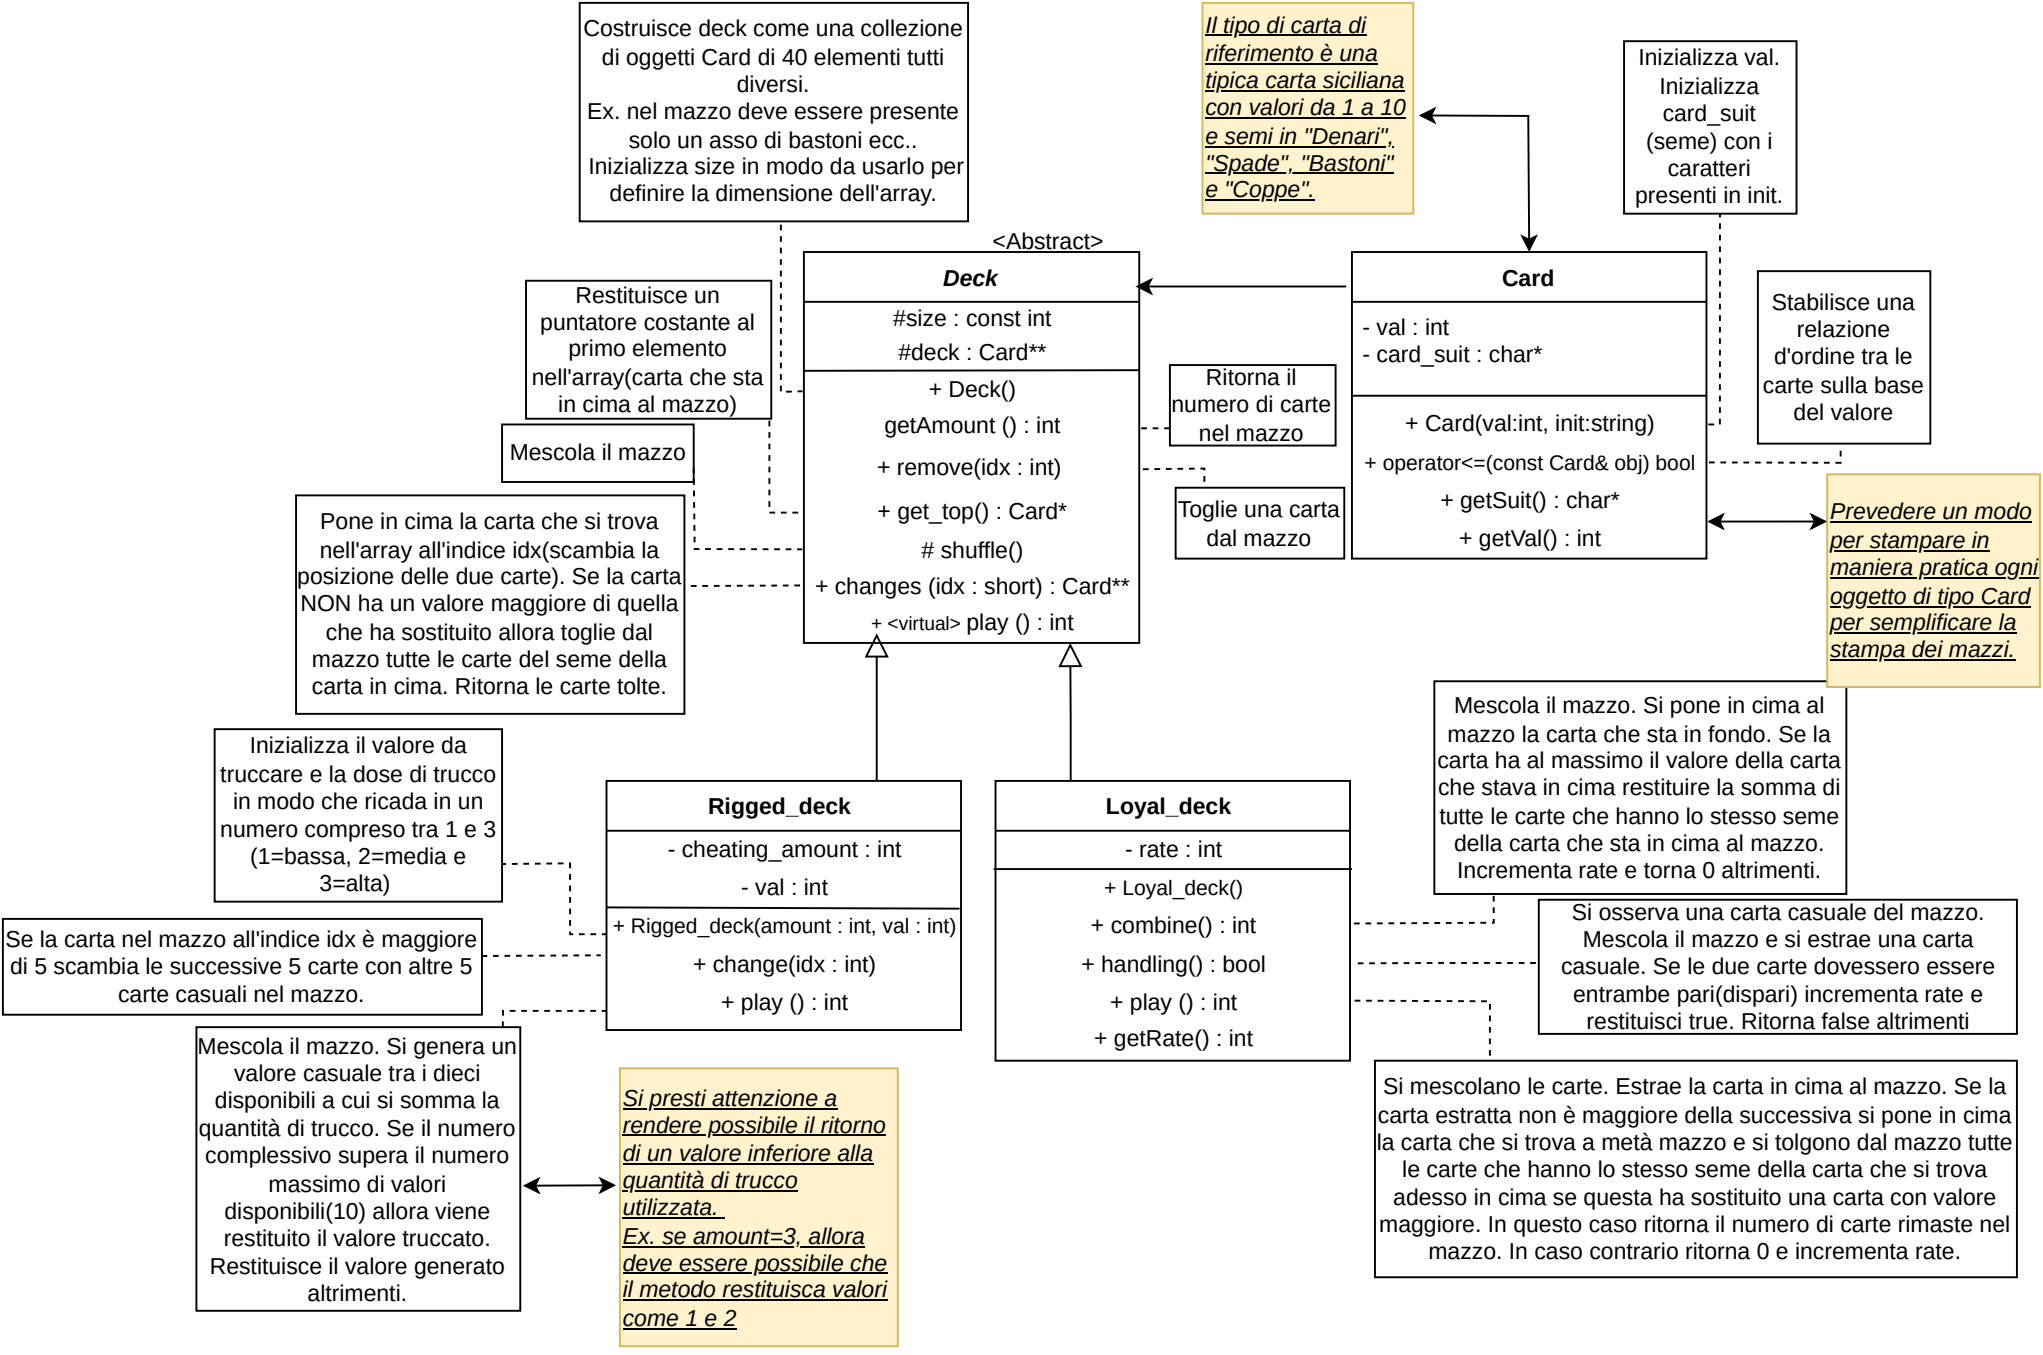 Costruisce deck come una collezione
di oggetti Card di 40 elementi tutti
diversi.
Ex. nel mazzo deve essere presente
solo un asso di bastoni ecc..
Inizializza size in modo da usarlo per
definire la dimensione dell'array.
Il tipo di carta di
riferimento è una
tipica carta siciliana
con valori da 1 a 10
e semi in "Denari",
"Spade", "Bastoni"
e "Coppe".
Inizializza val.
Inizializza
card_suit
(seme) con i
caratteri
presenti in init.
<Abstract>
Deck
#size : const int
#deck : Card**
+ Deck()
getAmount () : int
+ remove(idx : int)
+ get_top() : Card*
# shuffle()
+ changes (idx : short) : Card**
+ <virtual> play () : int
Card
- val : int
- card_suit : char*
+ Card(val:int, init:string)
+ operator<=(const Card& obj) bool
+ getSuit() : char*
+ getVal() : int
Stabilisce una
relazione
d'ordine tra le
carte sulla base
del valore
Restituisce un
puntatore costante al
primo elemento
nell'array(carta che sta
in cima al mazzo)
Ritorna il
numero di carte
nel mazzo
Mescola il mazzo
Toglie una carta
dal mazzo
Prevedere un modo
per stampare in
maniera pratica ogni
oggetto di tipo Card
per semplificare la
stampa dei mazzi.
Pone in cima la carta che si trova
nell'array all'indice idx(scambia la
posizione delle due carte). Se la carta
NON ha un valore maggiore di quella
che ha sostituito allora toglie dal
mazzo tutte le carte del seme della
carta in cima. Ritorna le carte tolte.
Inizializza il valore da
truccare e la dose di trucco
in modo che ricada in un
numero compreso tra 1 e 3
(1=bassa, 2=media e
3=alta)
Rigged_deck
- cheating_amount : int
- val : int
+ Rigged_deck(amount : int, val : int)
+ change(idx : int)
+ play () : int
Loyal_deck
- rate : int
+ Loyal_deck()
+ combine() : int
+ handling() : bool
+ play () : int
+ getRate() : int
Mescola il mazzo. Si pone in cima al
mazzo la carta che sta in fondo. Se la
carta ha al massimo il valore della carta
che stava in cima restituire la somma di
tutte le carte che hanno lo stesso seme
della carta che sta in cima al mazzo.
Incrementa rate e torna 0 altrimenti.
Si osserva una carta casuale del mazzo.
Mescola il mazzo e si estrae una carta
casuale. Se le due carte dovessero essere
entrambe pari(dispari) incrementa rate e
restituisci true. Ritorna false altrimenti
Se la carta nel mazzo all'indice idx è maggiore
di 5 scambia le successive 5 carte con altre 5
carte casuali nel mazzo.
Mescola il mazzo. Si genera un
valore casuale tra i dieci
disponibili a cui si somma la
quantità di trucco. Se il numero
complessivo supera il numero
massimo di valori
disponibili(10) allora viene
restituito il valore truccato.
Restituisce il valore generato
altrimenti.
Si presti attenzione a
rendere possibile il ritorno
di un valore inferiore alla
quantità di trucco
utilizzata.
Ex. se amount=3, allora
deve essere possibile che
il metodo restituisca valori
come 1 e 2
Si mescolano le carte. Estrae la carta in cima al mazzo. Se la
carta estratta non è maggiore della successiva si pone in cima
la carta che si trova a metà mazzo e si tolgono dal mazzo tutte
le carte che hanno lo stesso seme della carta che si trova
adesso in cima se questa ha sostituito una carta con valore
maggiore. In questo caso ritorna il numero di carte rimaste nel
mazzo. In caso contrario ritorna 0 e incrementa rate.